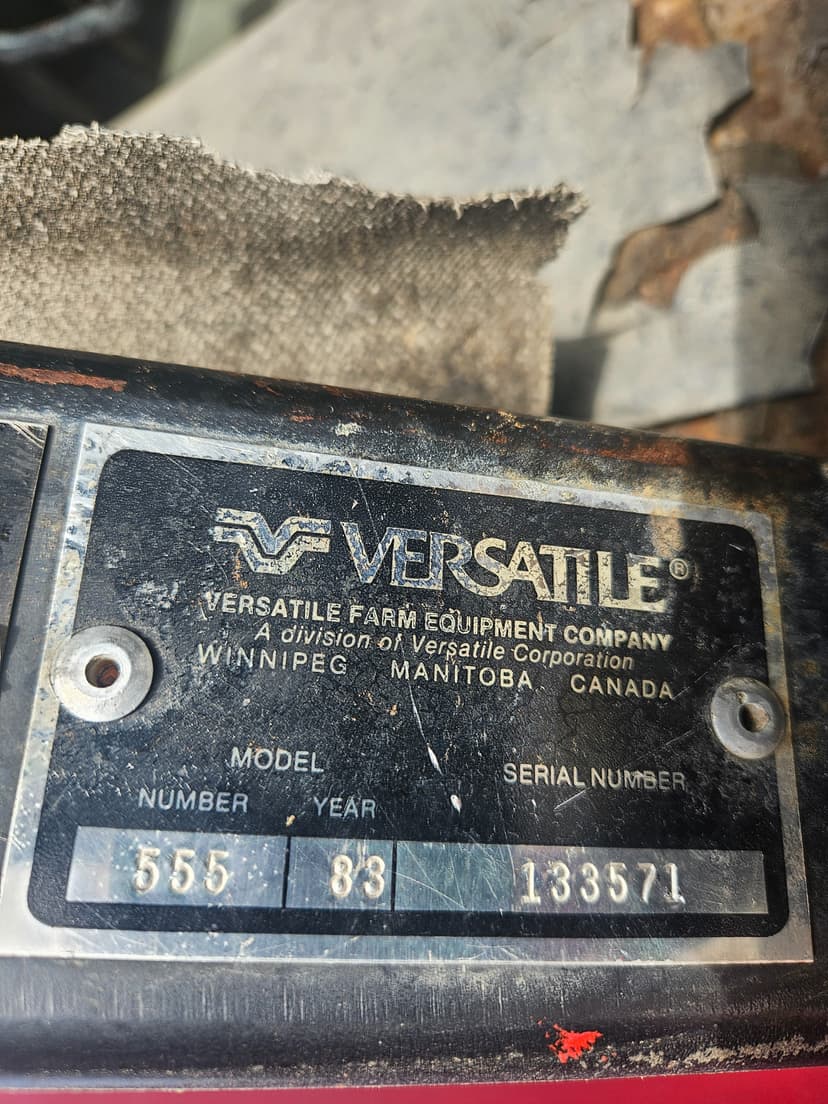 VERSATILE®
VERSATILE FARM EQUIPMENT COMPANY
A division of Versatile Corporation
WINNIPEG MANITOBA CANADA
MODEL
NUMBER YEAR SERIAL NUMBER
555 83 133571